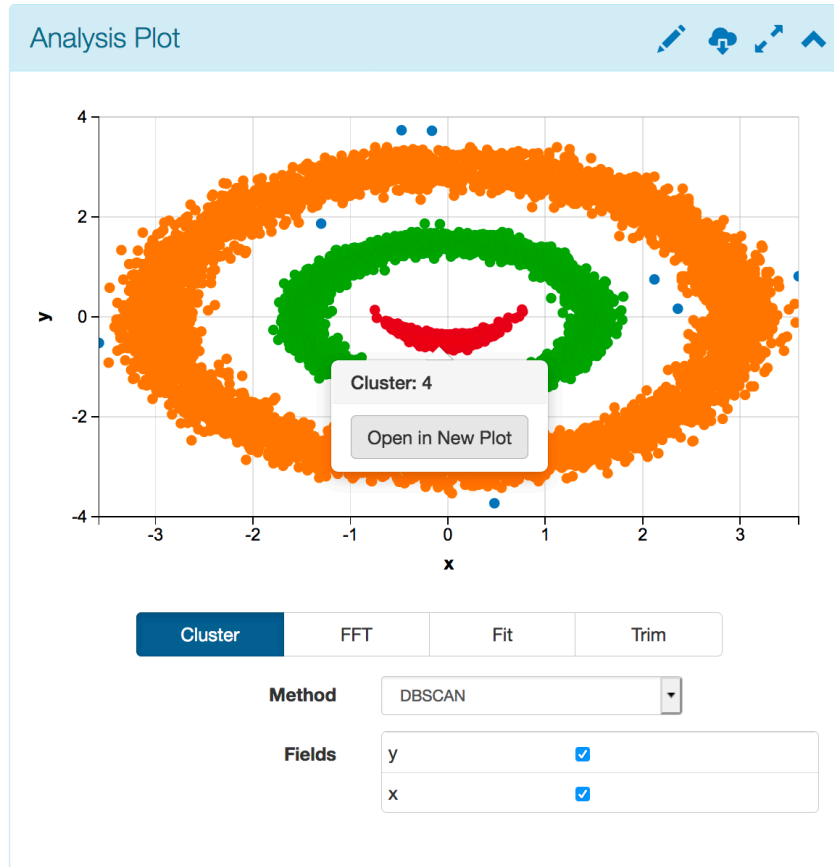 Analysis Plot
4
2
0
-2
-4
y
-3 -2 -1 0 1 2 3
x
Cluster: 4
Open in New Plot
Cluster FFT Fit Trim
Method DBSCAN
Fields y
x